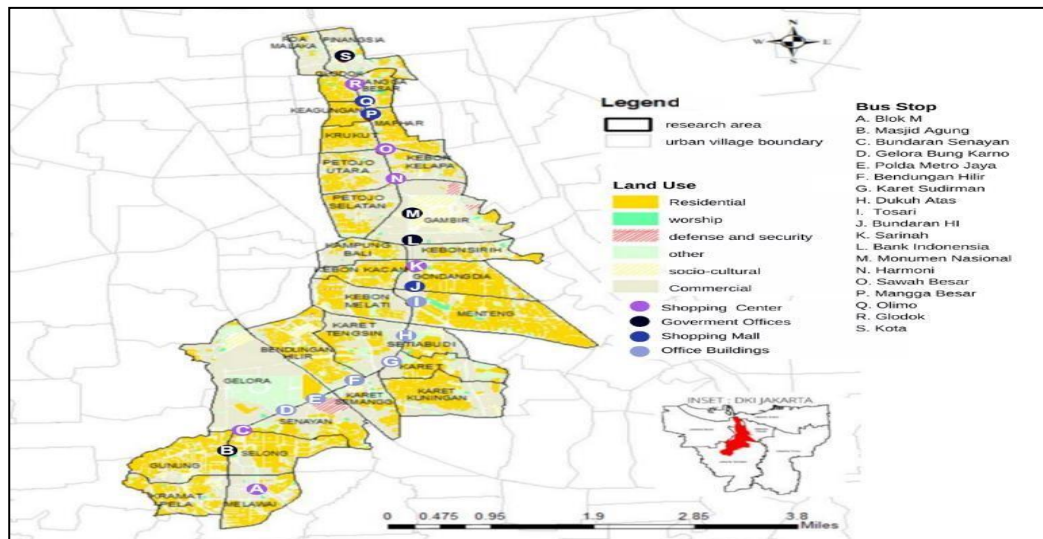 N
W E
S
ROA
MALAKA
PINANGSIA
S
GLODOK
R
MANGGA
BESAR
Q
KEAGUNGAN
P
MAPHAR
KRUKUT
O
KEBON
KELAPA
PETOJO
UTARA
N
PETOJO
SELATAN
M
GAMBIR
L
KAMPUNG
BALI
KEBONSIRIH
KEBON KACANG
K
GONDANGDIA
J
KEBON
MELATI
I
MENTENG
KARET
TENGSIN
H
SETIABUDI
BENDUNGAN
HILIR
G
KARET
GELORA
F
KARET
SEMANGGI
KARET
KUNINGAN
E
D
SENAYAN
C
B
SELONG
GUNUNG
KRAMAT
PELA
A
MELAWAI
Legend
research area
urban village boundary
Land Use
Residential
worship
defense and security
other
socio-cultural
Commercial
Shopping Center
Goverment Offices
Shopping Mall
Office Buildings
Bus Stop
A. Blok M
B. Masjid Agung
C. Bundaran Senayan
D. Gelora Bung Karno
E. Polda Metro Jaya
F. Bendungan Hilir
G. Karet Sudirman
H. Dukuh Atas
I. Tosari
J. Bundaran HI
K. Sarinah
L. Bank Indonensia
M. Monumen Nasional
N. Harmoni
O. Sawah Besar
P. Mangga Besar
Q. Olimo
R. Glodok
S. Kota
INSET : DKI JAKARTA
0 0.475 0.95 1.9 2.85 3.8
Miles